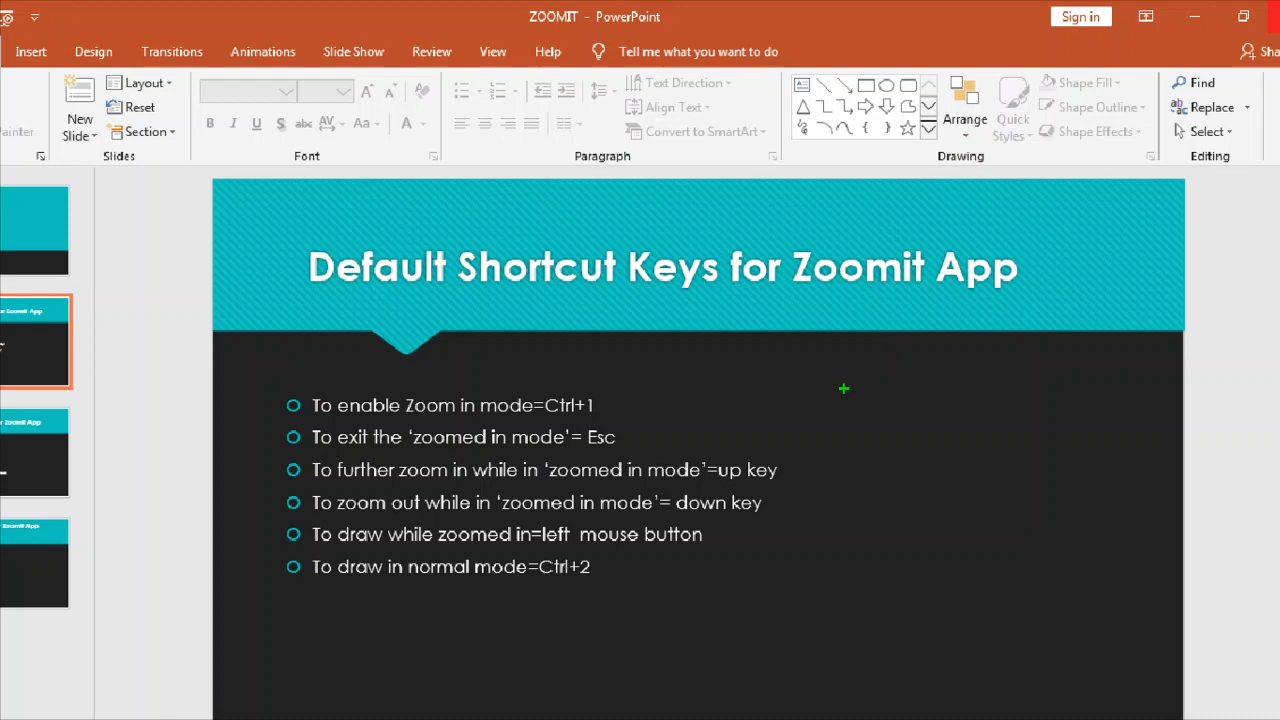 ZOOMIT - PowerPoint
Sign in
Insert Design Transitions Animations Slide Show Review View Help Tell me what you want to do
New Slide
Layout
Reset
Section
Slides
B I U S abc AV Aa A
Font
Text Direction
Align Text
Convert to SmartArt
Paragraph
Arrange
Quick Styles
Shape Fill
Shape Outline
Shape Effects
Drawing
Find
Replace
Select
Editing
Default Shortcut Keys for Zoomit App
To enable Zoom in mode=Ctrl+1
To exit the ‘zoomed in mode’= Esc
To further zoom in while in ‘zoomed in mode’=up key
To zoom out while in ‘zoomed in mode’= down key
To draw while zoomed in=left  mouse button
To draw in normal mode=Ctrl+2